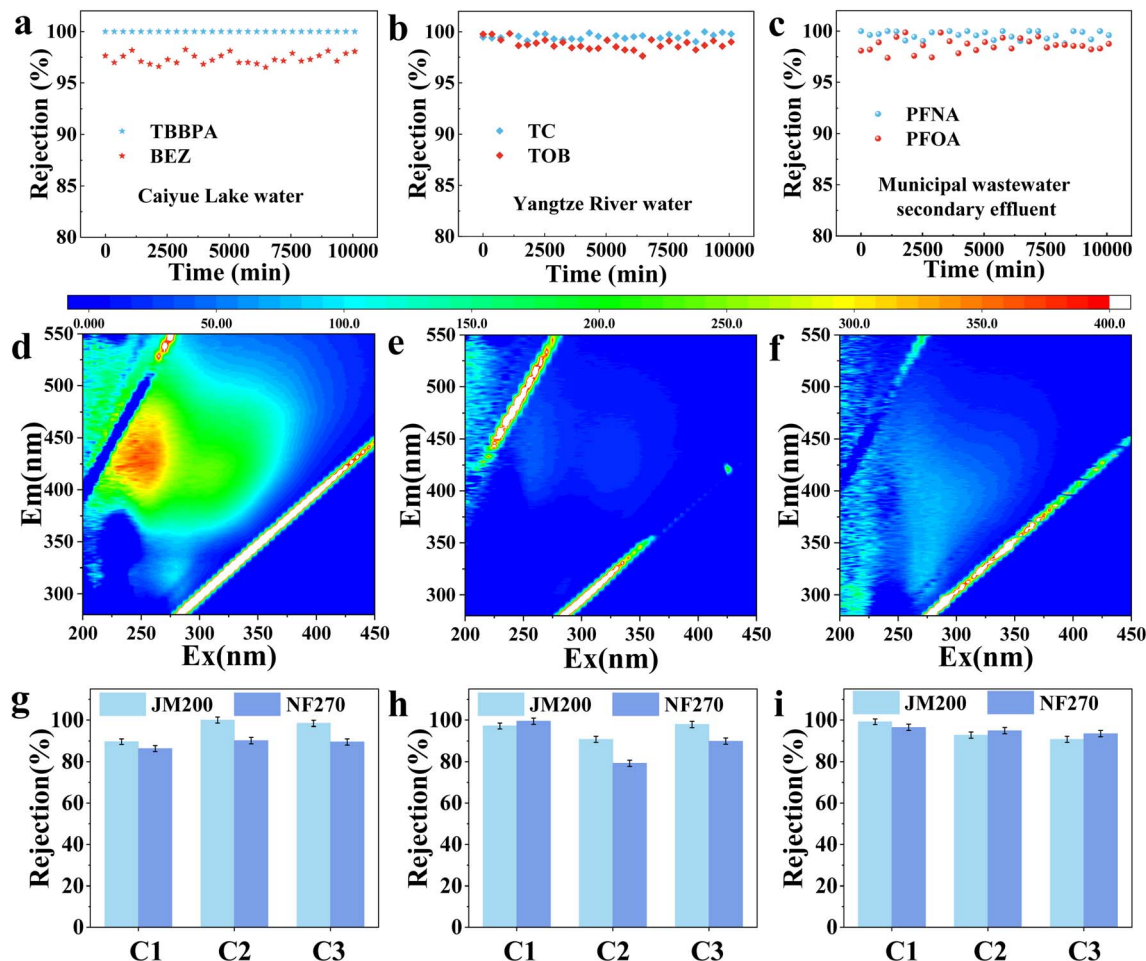 a
Rejection (%)
100
95
90
85
80
TBBPA
BEZ
Caiyue Lake water
0 2500 5000 7500 10000
Time (min)
b
Rejection (%)
100
95
90
85
80
TC
TOB
Yangtze River water
0 2500 5000 7500 10000
Time (min)
c
Rejection (%)
100
95
90
85
80
PFNA
PFOA
Municipal wastewater
secondary effluent
0 2500 5000 7500 10000
Time (min)
0.000 50.00 100.0 150.0 200.0 250.0 300.0 350.0 400.0
d
Em(nm)
550
500
450
400
350
300
200 250 300 350 400 450
Ex(nm)
e
Em(nm)
550
500
450
400
350
300
200 250 300 350 400 450
Ex(nm)
f
Em(nm)
550
500
450
400
350
300
200 250 300 350 400 450
Ex(nm)
g
Rejection(%)
JM200 NF270
100
80
60
40
20
0
C1 C2 C3
h
Rejection(%)
JM200 NF270
100
80
60
40
20
0
C1 C2 C3
i
Rejection(%)
JM200 NF270
100
80
60
40
20
0
C1 C2 C3